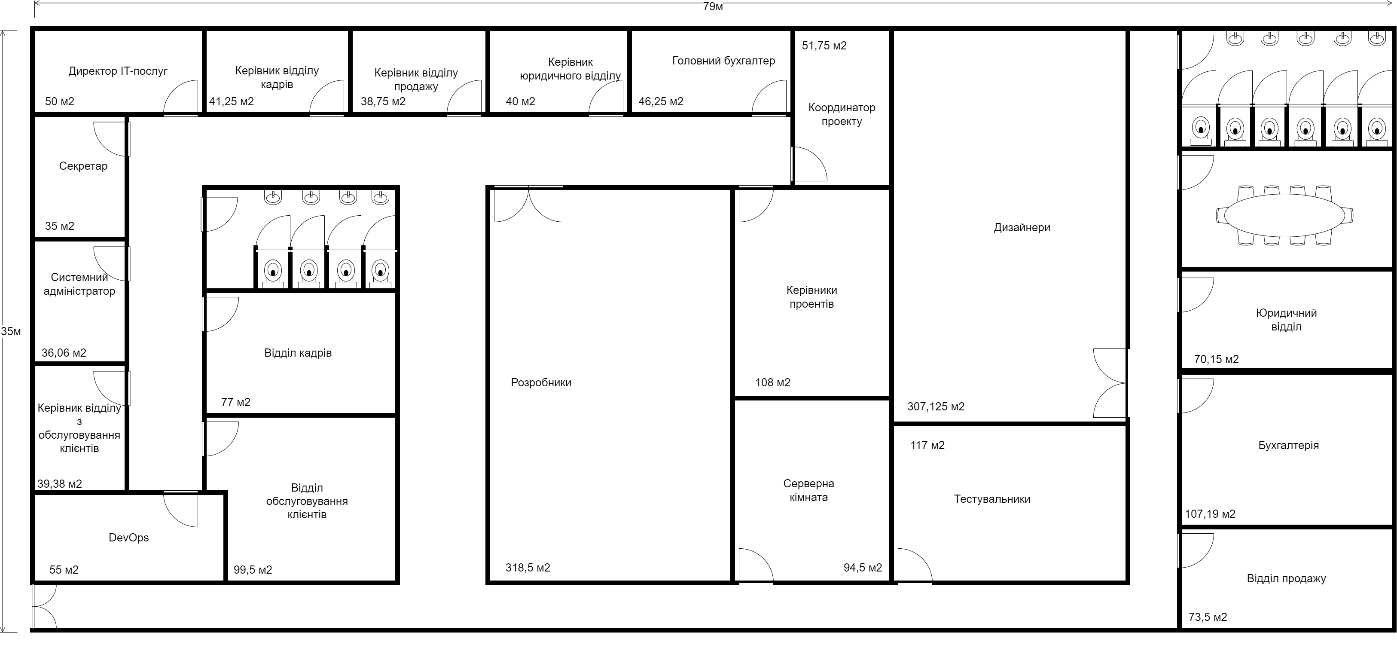 79м
35м
Директор IT-послуг
50 м2
Керівник відділу
кадрів
41,25 м2
Керівник відділу
продажу
38,75 м2
Керівник
юридичного відділу
40 м2
Головний бухгалтер
46,25 м2
51,75 м2
Координатор
проекту
Секретар
35 м2
Системний
адміністратор
36,06 м2
Керівник відділу
з
обслуговування
клієнтів
39,38 м2
DevOps
55 м2
Відділ кадрів
77 м2
Відділ
обслуговування
клієнтів
99,5 м2
Розробники
318,5 м2
Керівники
проентів
108 м2
Серверна
кімната
94,5 м2
Дизайнери
307,125 м2
117 м2
Тестувальники
Юридичний
відділ
70,15 м2
Бухгалтерія
107,19 м2
Відділ продажу
73,5 м2